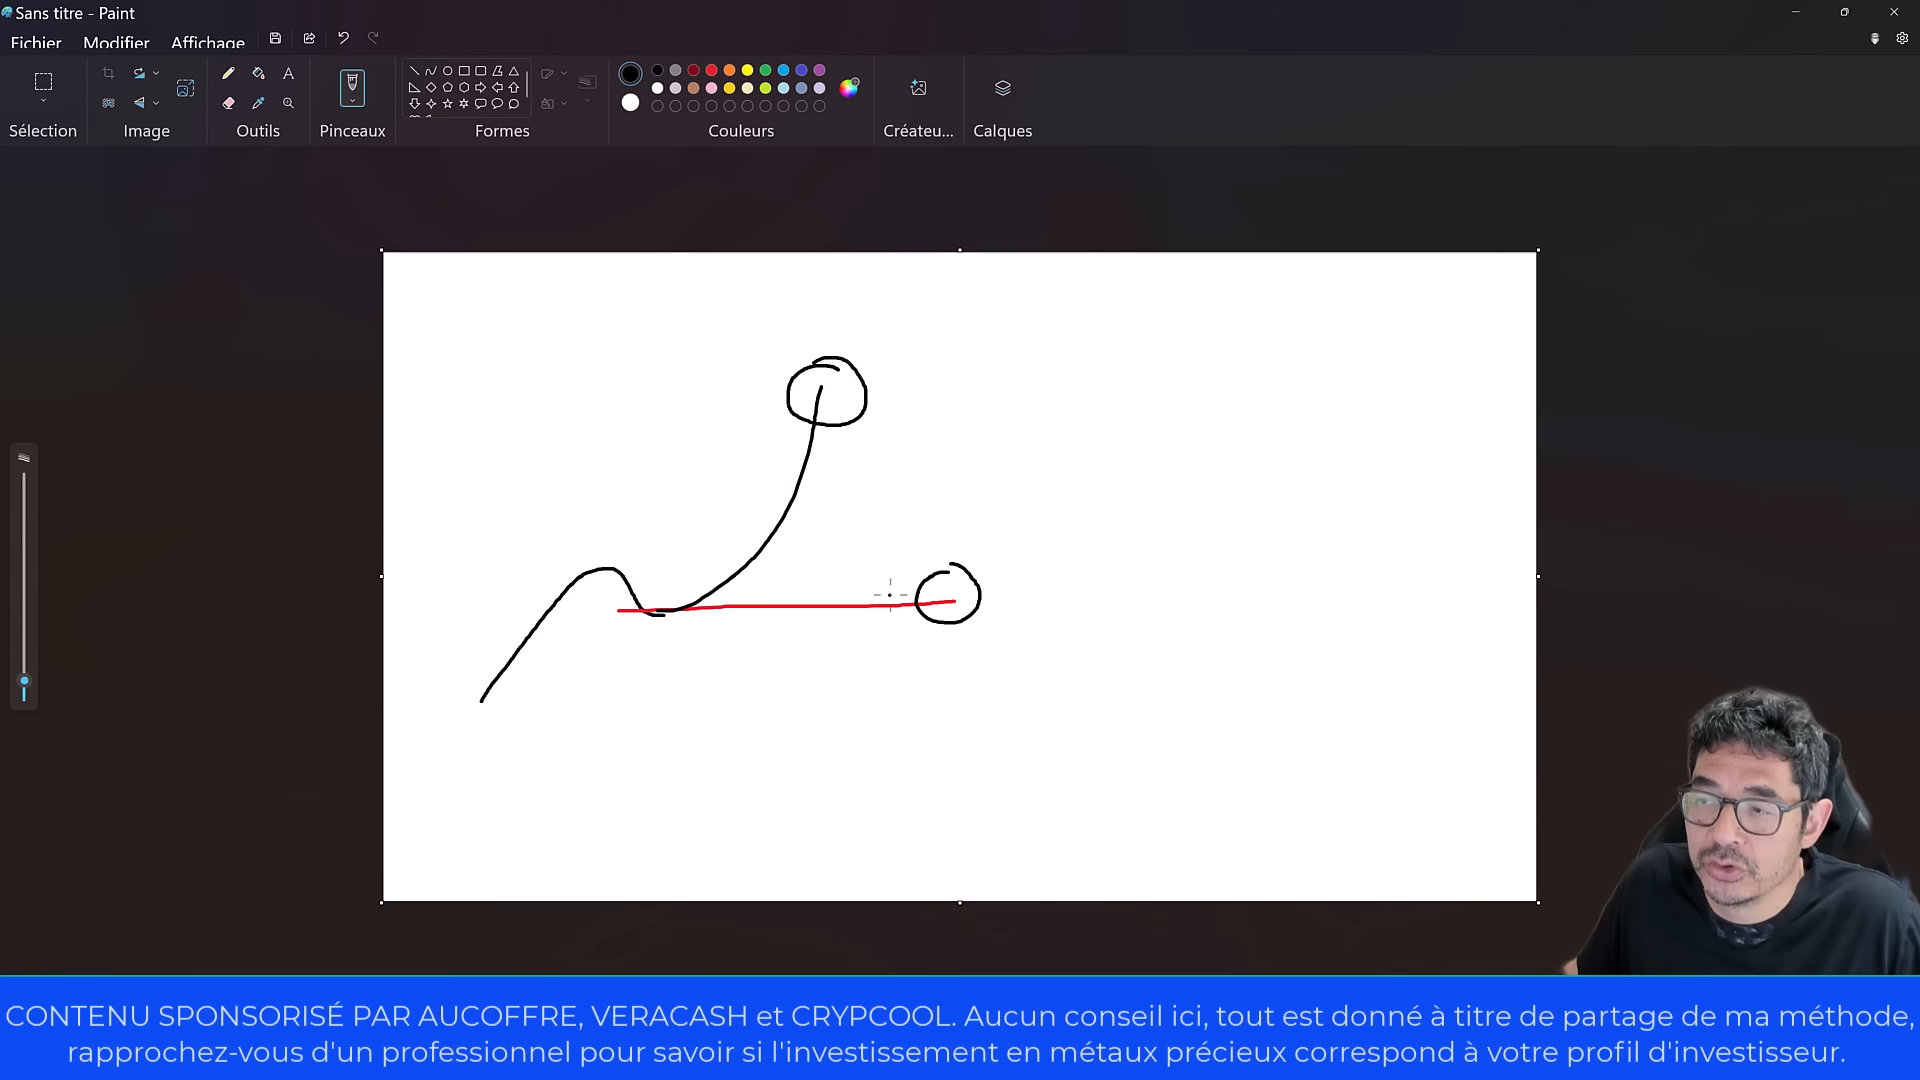 Sans titre - Paint
Fichier Modifier Affichage
Sélection Image Outils Pinceaux Formes Couleurs Créateu... Calques
CONTENU SPONSORISÉ PAR AUCOFFRE, VERACASH et CRYPCOOL. Aucun conseil ici, tout est donné à titre de partage de ma méthode,
rapprochez-vous d'un professionnel pour savoir si l'investissement en métaux précieux correspond à votre profil d'investisseur.